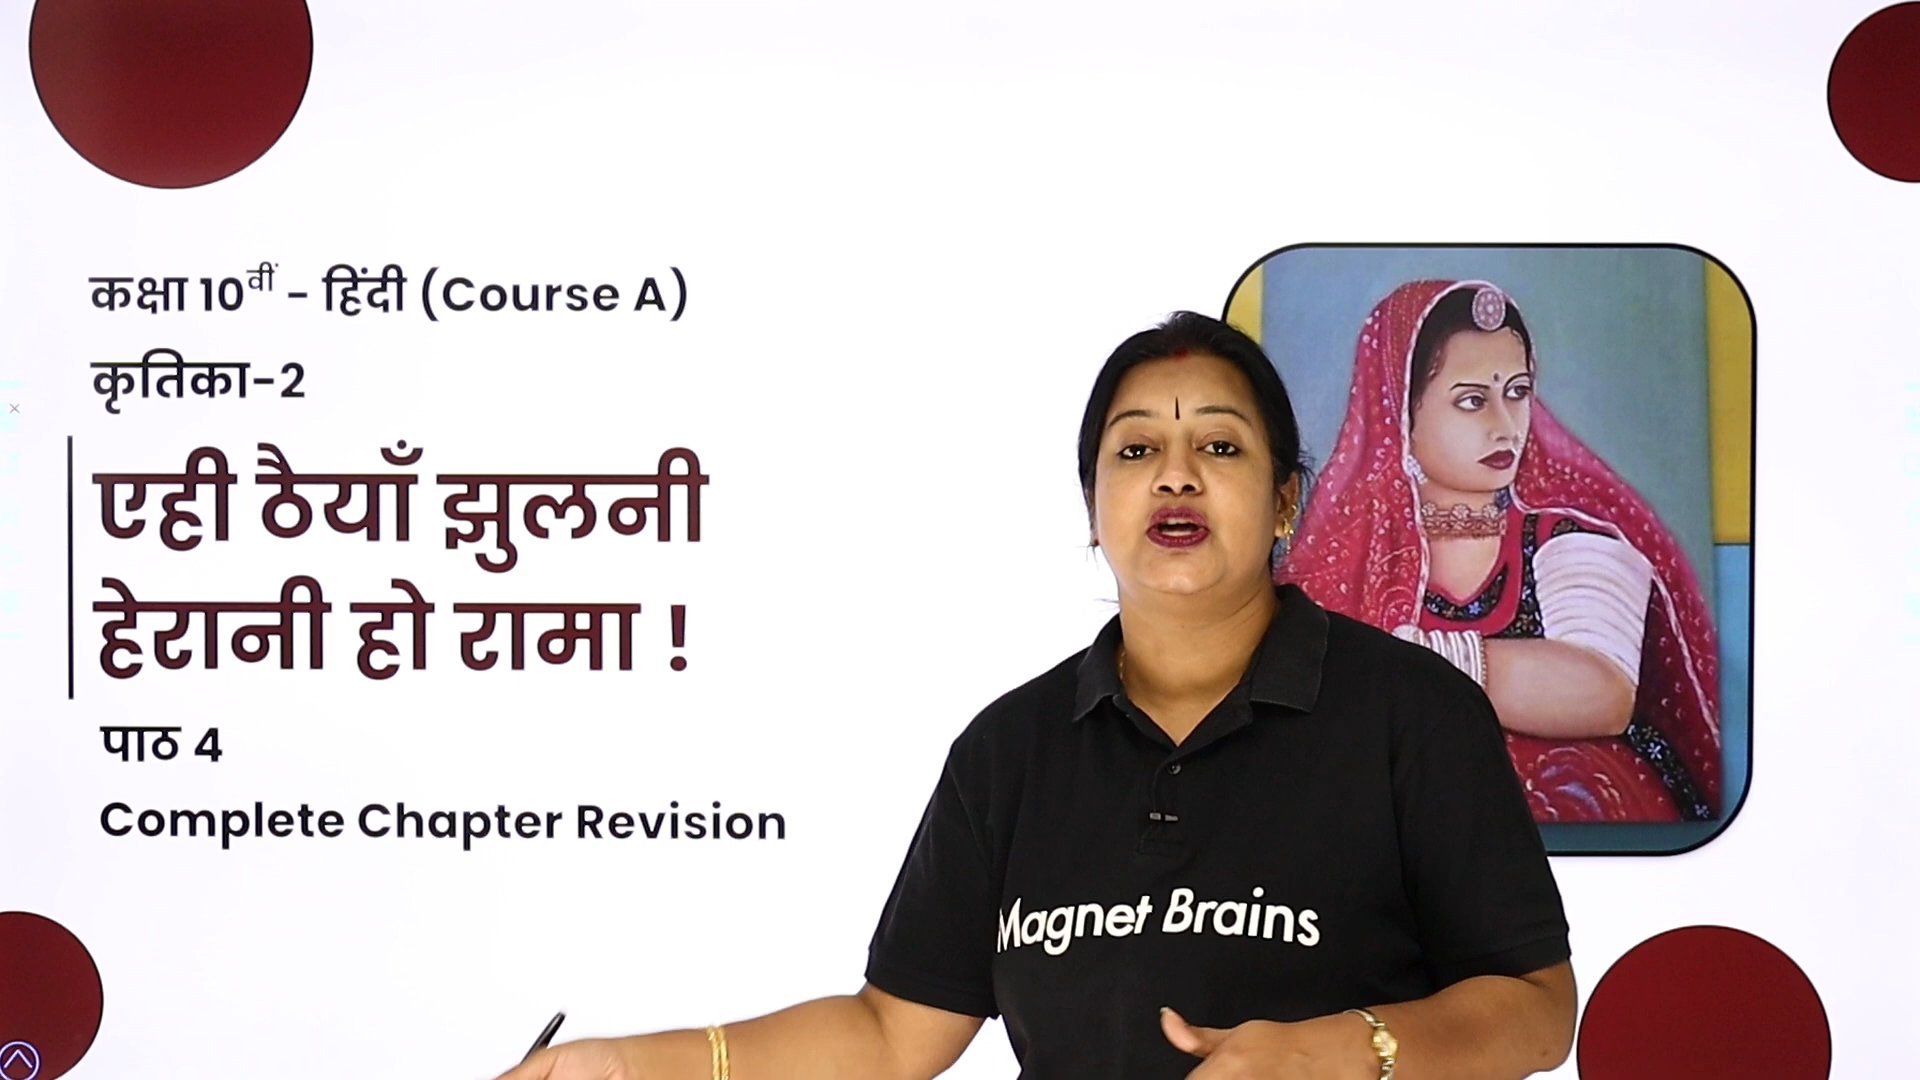 कक्षा 10वीं - हिंदी (Course A)
कृतिका-2
एही ठैयाँ झुलनी
हेरानी हो रामा !
पाठ 4
Complete Chapter Revision
Magnet Brains